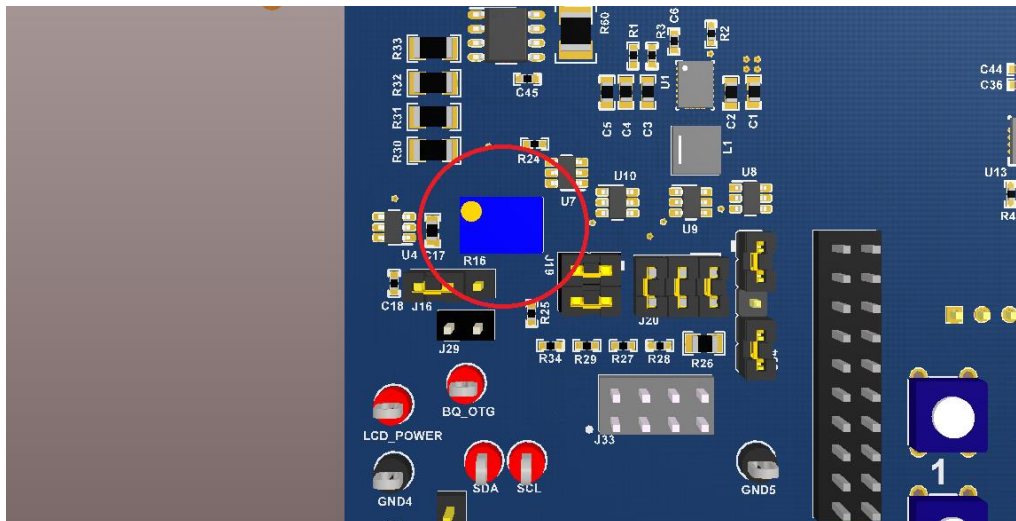 R33
R32
R31
R30
R60
C45
R1
R3
C6
R2
U1
C5
C4
C3
C2
C1
L1
C44
C36
U13
R4
R24
U7
U10
U9
U8
U4
C17
R16
J19
C18
J16
J20
R25
J29
R34
R29
R27
R28
R26
J33
BQ_OTG
LCD_POWER
GND4
SDA
SCL
GND5
1